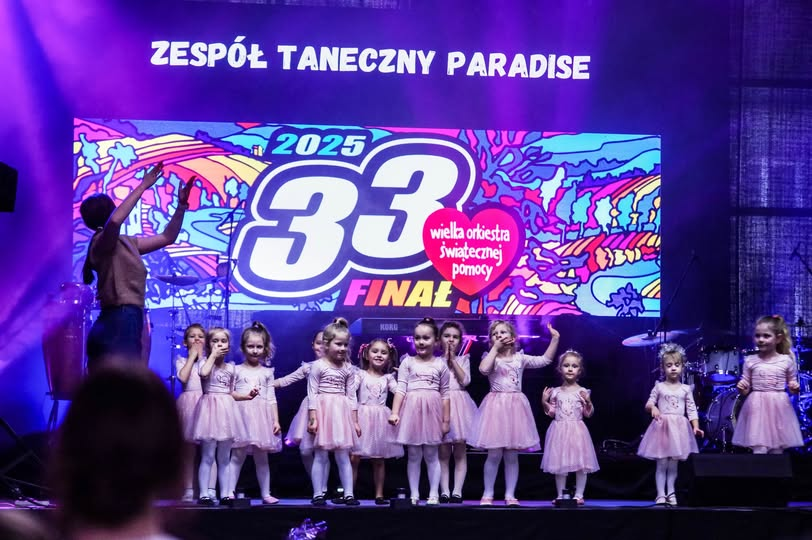 ZESPÓŁ TANECZNY PARADISE
2025
33
wielka orkiestra
świątecznej
pomocy
FINAŁ
KORG